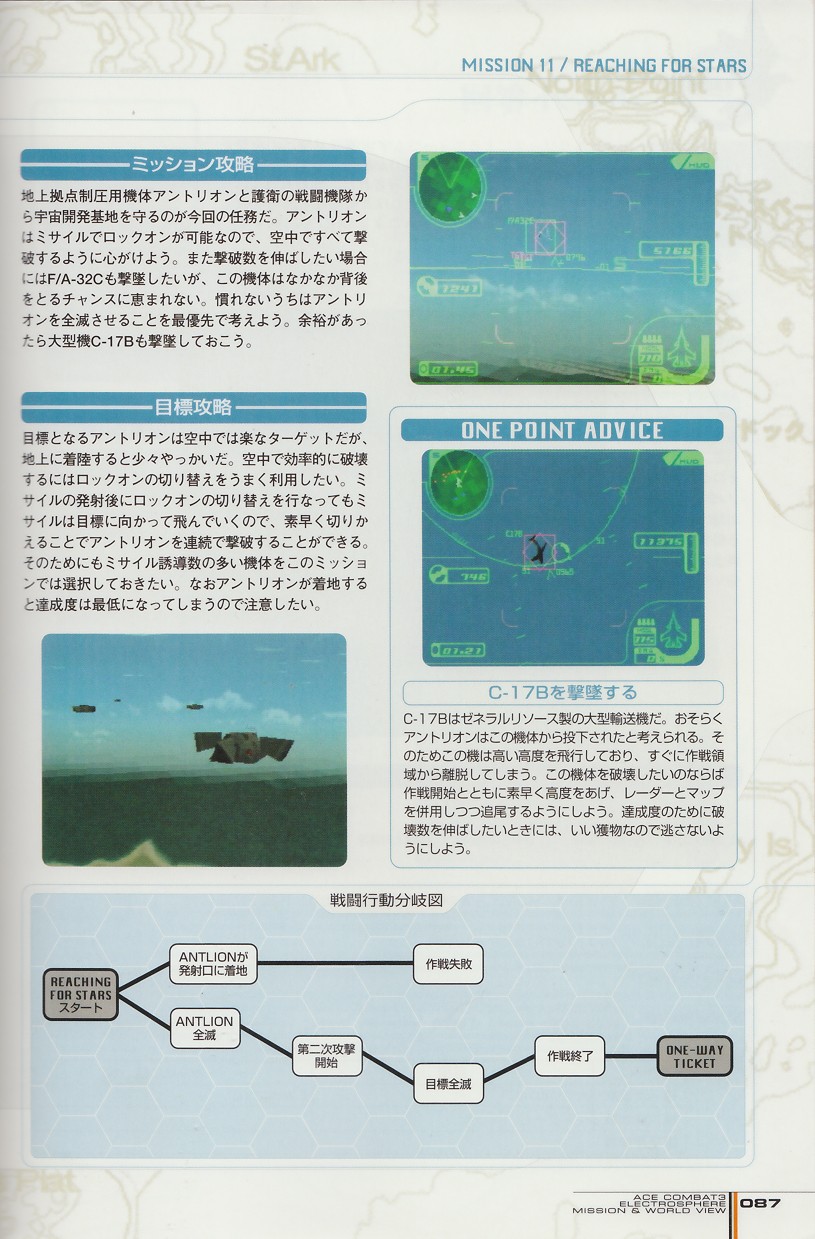 St.Ark
MISSION 11 / REACHING FOR STARS
ミッション攻略
地上拠点制圧用機体アントリオンと護衛の戦闘機隊か
ら宇宙開発基地を守るのが今回の任務だ。アントリオン
はミサイルでロックオンが可能なので、空中ですべて撃
破するように心がけよう。また撃破数を伸ばしたい場合
にはF/A-32Cも撃墜したいが、この機体はなかなか背後
をとるチャンスに恵まれない。慣れないうちはアントリ
オンを全滅させることを最優先で考えよう。余裕があっ
たら大型機C-17Bも撃墜しておこう。
5166
7241
110
01.45
目標攻略
目標となるアントリオンは空中では楽なターゲットだが、
地上に着陸すると少々やっかいだ。空中で効率的に破壊
するにはロックオンの切り替えをうまく利用したい。ミ
サイルの発射後にロックオンの切り替えを行なってもミ
サイルは目標に向かって飛んでいくので、素早く切りか
えることでアントリオンを連続で撃破することができる。
そのためにもミサイル誘導数の多い機体をこのミッショ
ンでは選択しておきたい。なおアントリオンが着地する
と達成度は最低になってしまうので注意したい。
ONE POINT ADVICE
C17B
11375
746
115
01.21
C-17Bを撃墜する
C-17Bはゼネラルリソース製の大型輸送機だ。おそらく
アントリオンはこの機体から投下されたと考えられる。そ
のためこの機は高い高度を飛行しており、すぐに作戦領
域から離脱してしまう。この機体を破壊したいのならば
作戦開始とともに素早く高度をあげ、レーダーとマップ
を併用しつつ追尾するようにしよう。達成度のために破
壊数を伸ばしたいときには、いい獲物なので逃さないよ
うにしよう。
戦闘行動分岐図
REACHING
FOR STARS
スタート
ANTLIONが
発射口に着地
作戦失敗
ANTLION
全滅
第二次攻撃
開始
目標全滅
作戦終了
ONE-WAY
TICKET
ACE COMBAT3
ELECTROSPHERE
MISSION & WORLD VIEW
087